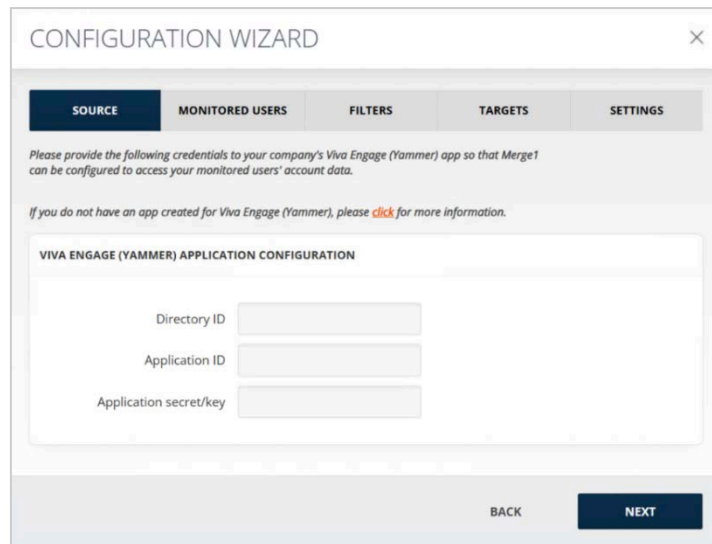 CONFIGURATION WIZARD
SOURCE MONITORED USERS FILTERS TARGETS SETTINGS
Please provide the following credentials to your company's Viva Engage (Yammer) app so that Merge1
can be configured to access your monitored users' account data.
If you do not have an app created for Viva Engage (Yammer), please click for more information.
VIVA ENGAGE (YAMMER) APPLICATION CONFIGURATION
Directory ID
Application ID
Application secret/key
BACK NEXT